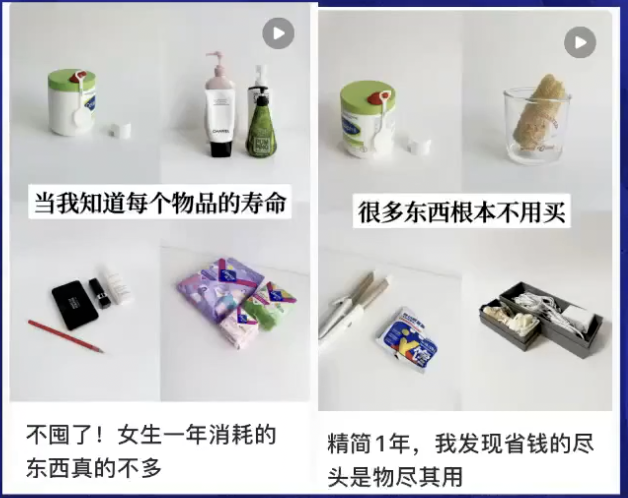 当我知道每个物品的寿命
不囤了！女生一年消耗的
东西真的不多
很多东西根本不用买
精简1年，我发现省钱的尽
头是物尽其用